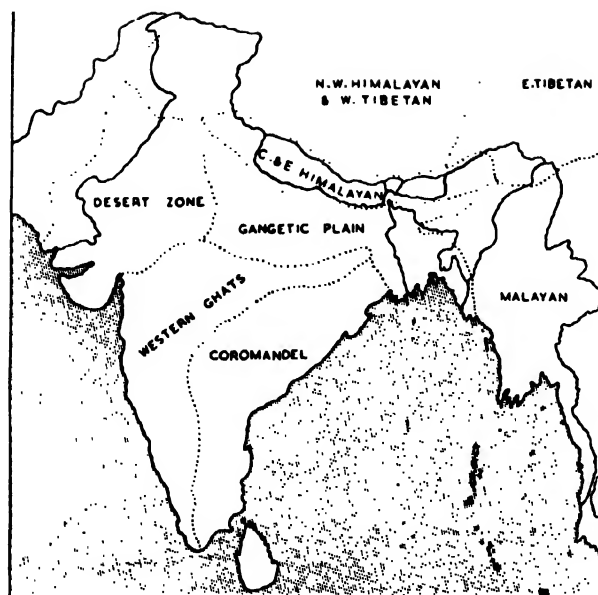 N.W. HIMALAYAN
& W. TIBETAN
E.TIBETAN
C.&E HIMALAYAN
DESERT ZONE
GANGETIC PLAIN
WESTERN GHATS
MALAYAN
COROMANDEL